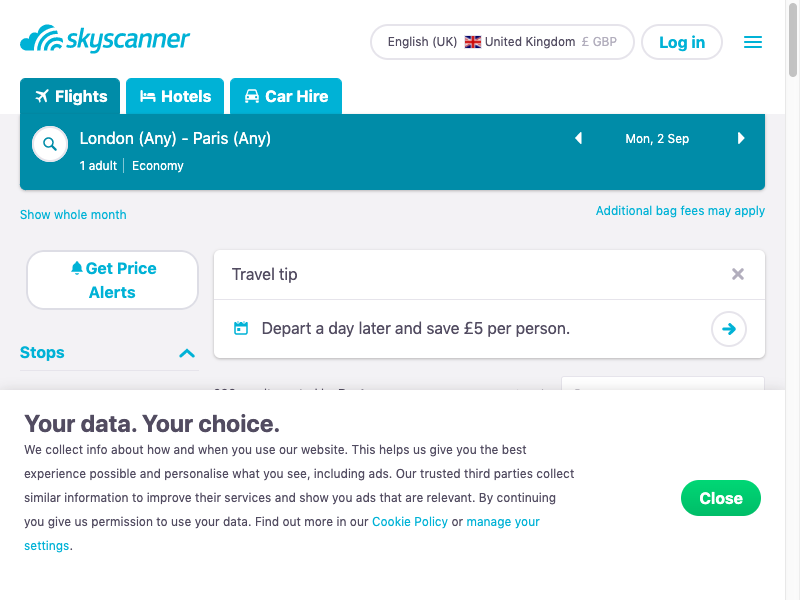 skyscanner
English (UK) United Kingdom £ GBP
Log in
Flights
Hotels
Car Hire
London (Any) - Paris (Any)
1 adult Economy
Mon, 2 Sep
Show whole month
Additional bag fees may apply
Get Price
Alerts
Travel tip
Depart a day later and save £5 per person.
Stops
Your data. Your choice.
We collect info about how and when you use our website. This helps us give you the best
experience possible and personalise what you see, including ads. Our trusted third parties collect
similar information to improve their services and show you ads that are relevant. By continuing
you give us permission to use your data. Find out more in our Cookie Policy or manage your
settings.
Close